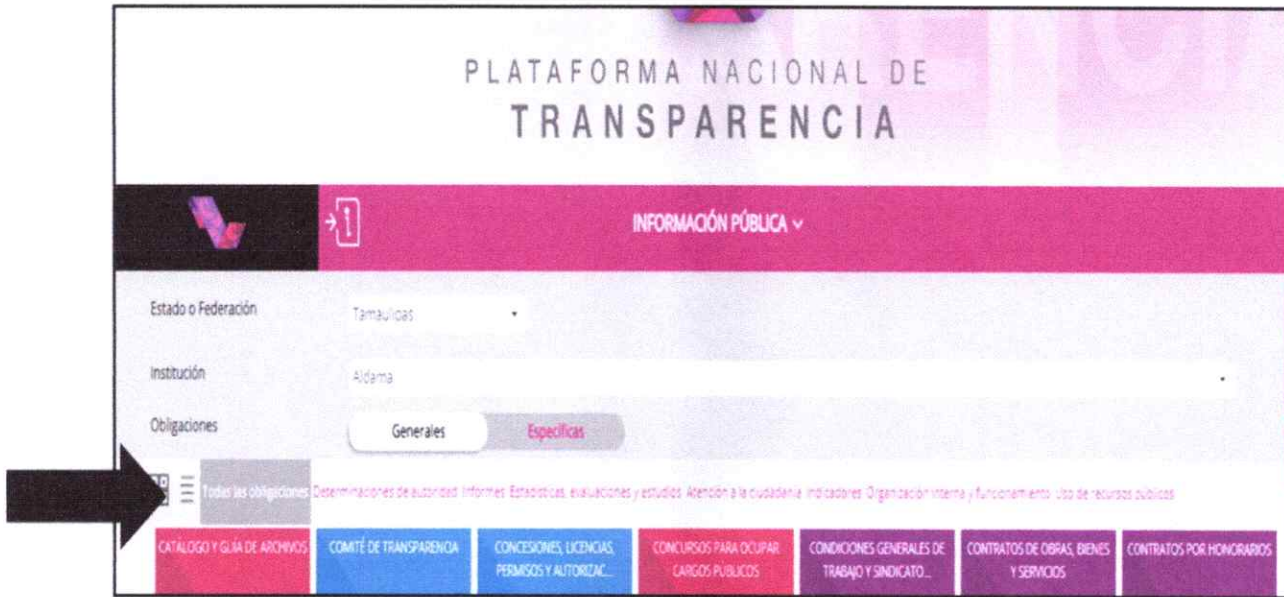 PLATAFORMA NACIONAL DE
TRANSPARENCIA
INFORMACIÓN PÚBLICA
Estado o Federación
Tamaulipas
Institución
Aldama
Obligaciones
Generales
Específicas
Todas las obligaciones Determinaciones de autoridad Informes Estadísticas, evaluaciones y estudios Atención a la ciudadanía Indicadores Organización interna y funcionamiento Uso de recursos públicos
CATÁLOGO Y GUÍA DE ARCHIVOS
COMITÉ DE TRANSPARENCIA
CONCESIONES, LICENCIAS,
PERMISOS Y AUTORIZAC...
CONCURSOS PARA OCUPAR
CARGOS PÚBLICOS
CONDICIONES GENERALES DE
TRABAJO Y SINDICATO...
CONTRATOS DE OBRAS, BIENES
Y SERVICIOS
CONTRATOS POR HONORARIOS